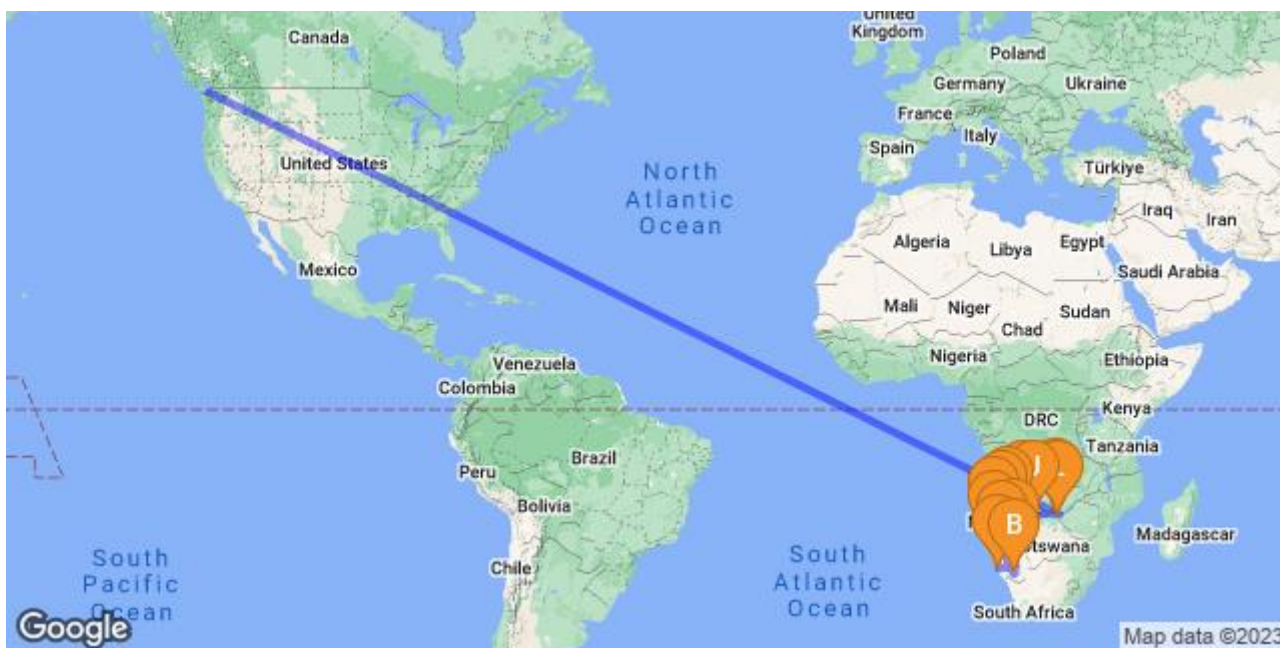 United
Kingdom
Canada
Poland
Germany
Ukraine
France
Italy
Spain
Türkiye
United States
North
Atlantic
Ocean
Iraq
Iran
Algeria
Libya
Egypt
Mexico
Saudi Arabia
Mali
Niger
Sudan
Chad
Venezuela
Nigeria
Ethiopia
Colombia
Kenya
DRC
Tanzania
Brazil
Peru
J
Bolivia
B
Madagascar
South
Pacific
Ocean
Chile
South
Atlantic
Ocean
South Africa
Google
Map data ©2023